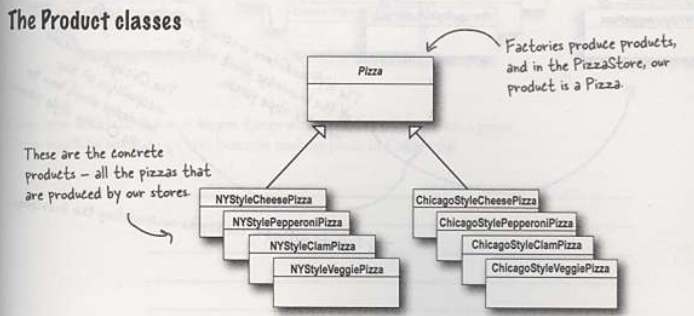 The Product classes
Factories produce products,
and in the PizzaStore, our
product is a Pizza.
Pizza
These are the concrete
products – all the pizzas that
are produced by our stores.
NYStyleCheesePizza
NYStylePepperoniPizza
NYStyleClamPizza
NYStyleVeggiePizza
ChicagoStyleCheesePizza
ChicagoStylePepperoniPizza
ChicagoStyleClamPizza
ChicagoStyleVeggiePizza